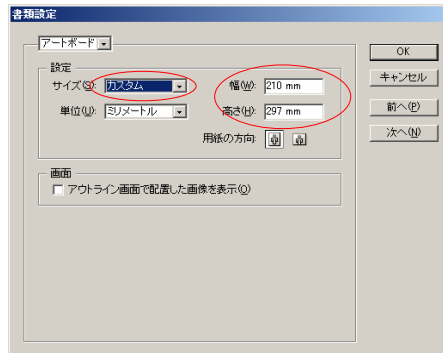 書類設定
アートボード
OK
設定
サイズ(S): カスタム
幅(W): 210 mm
キャンセル
単位(U): ミリメートル
高さ(H): 297 mm
前へ(P)
用紙の方向:
次へ(N)
画面
アウトライン画面で配置した画像を表示(O)